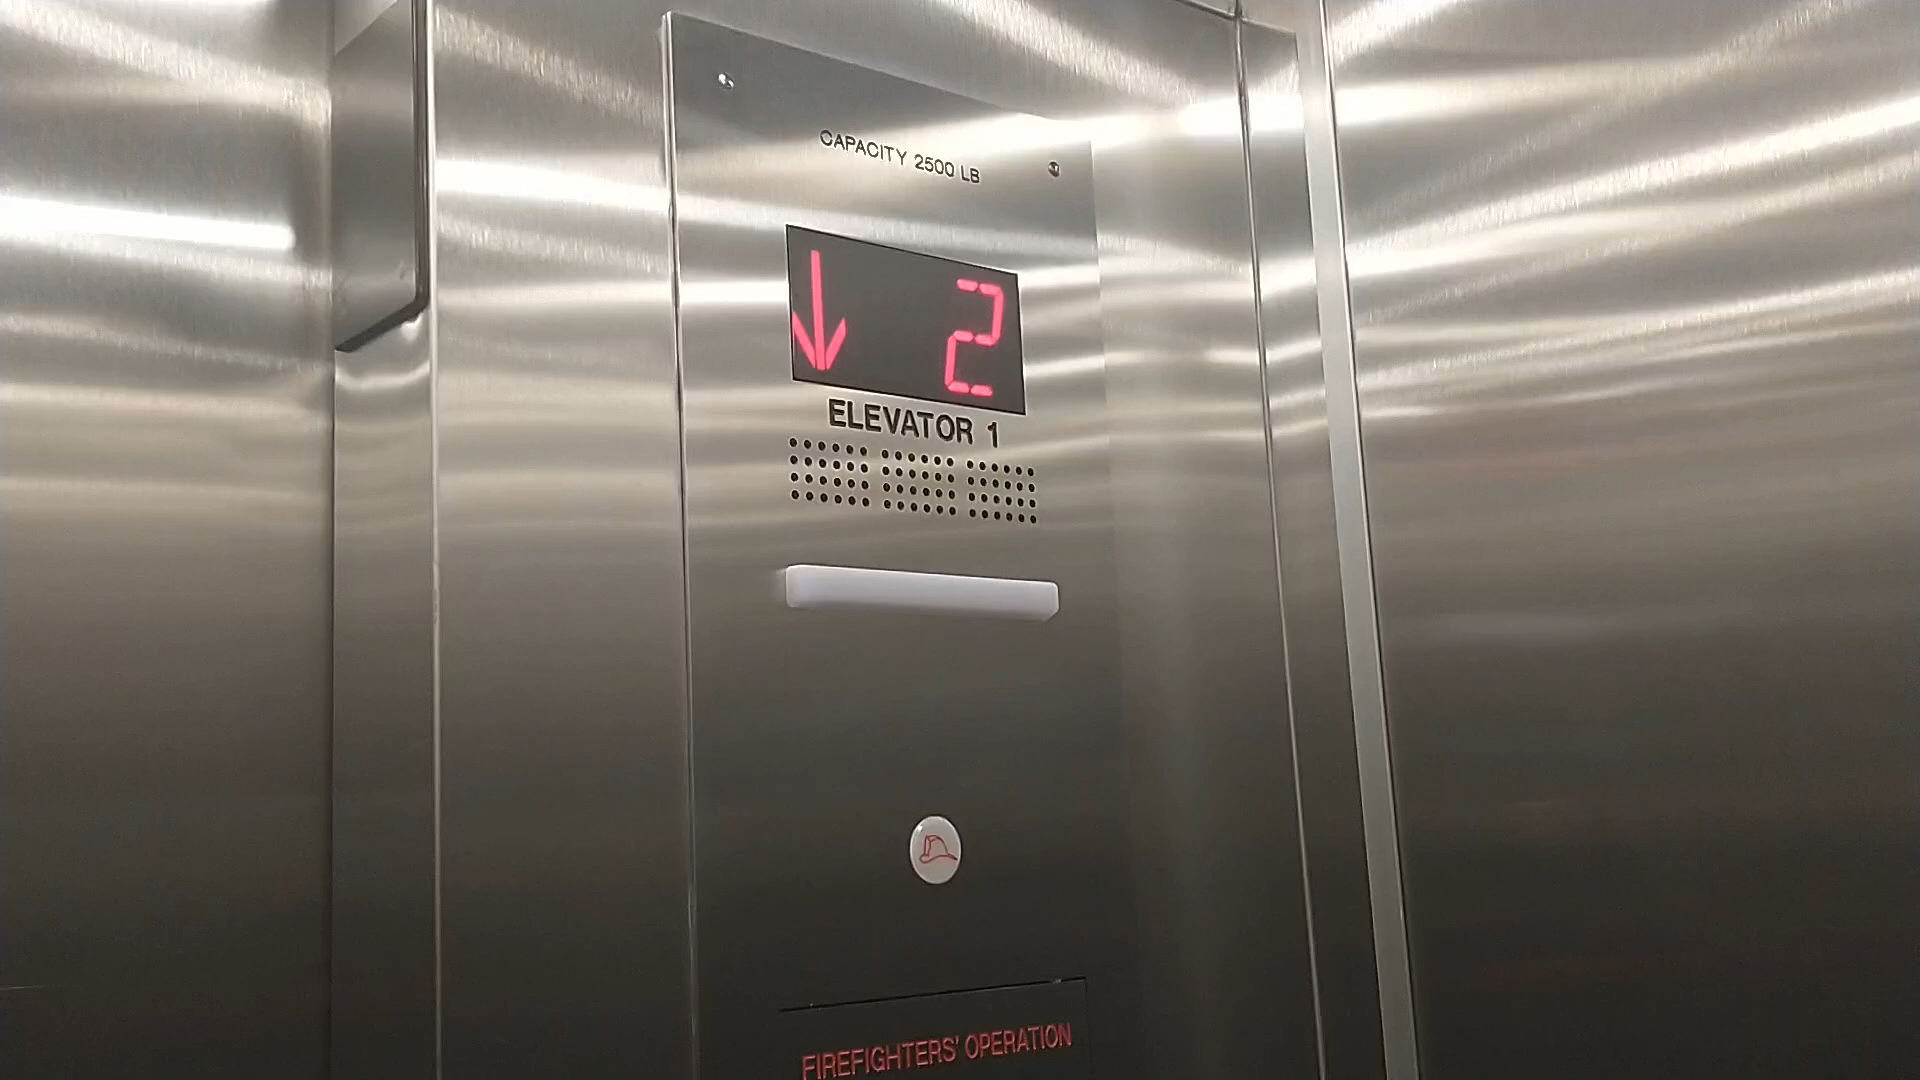 CAPACITY 2500 LB
2
ELEVATOR 1
FIREFIGHTERS' OPERATION